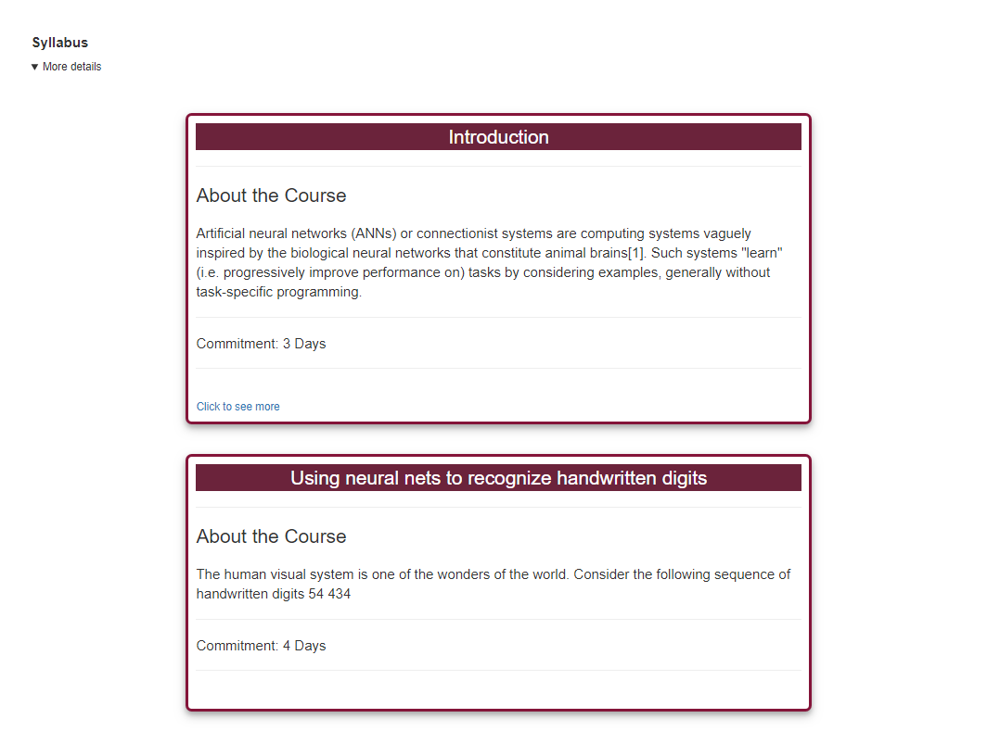 Syllabus
▼ More details
Introduction
About the Course
Artificial neural networks (ANNs) or connectionist systems are computing systems vaguely
inspired by the biological neural networks that constitute animal brains[1]. Such systems "learn"
(i.e. progressively improve performance on) tasks by considering examples, generally without
task-specific programming.
Commitment: 3 Days
Click to see more
Using neural nets to recognize handwritten digits
About the Course
The human visual system is one of the wonders of the world. Consider the following sequence of
handwritten digits 54 434
Commitment: 4 Days